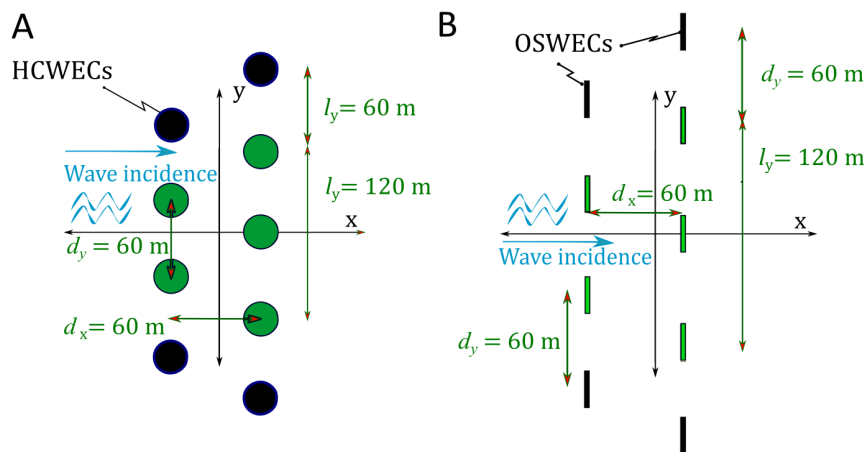 A
HCWECs
y
l_y= 60 m
Wave incidence
l_y= 120 m
x
d_y = 60 m
d_x= 60 m
B
OSWECs
d_y = 60 m
y
l_y= 120 m
d_x= 60 m
x
Wave incidence
d_y = 60 m